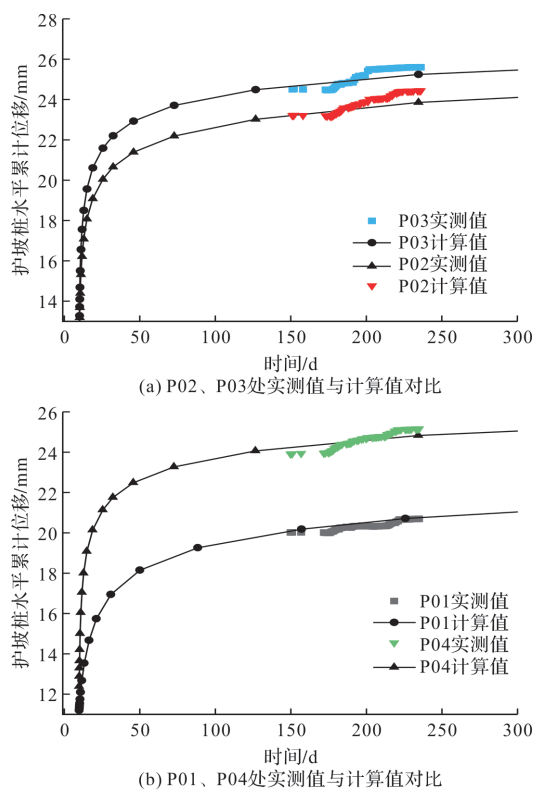 28
26
24
22
20
18
16
14
护坡桩水平累计位移/mm
P03实测值
P03计算值
P02实测值
P02计算值
0 50 100 150 200 250 300
时间/d
(a) P02、P03处实测值与计算值对比
26
24
22
20
18
16
14
12
护坡桩水平累计位移/mm
P01实测值
P01计算值
P04实测值
P04计算值
0 50 100 150 200 250 300
时间/d
(b) P01、P04处实测值与计算值对比